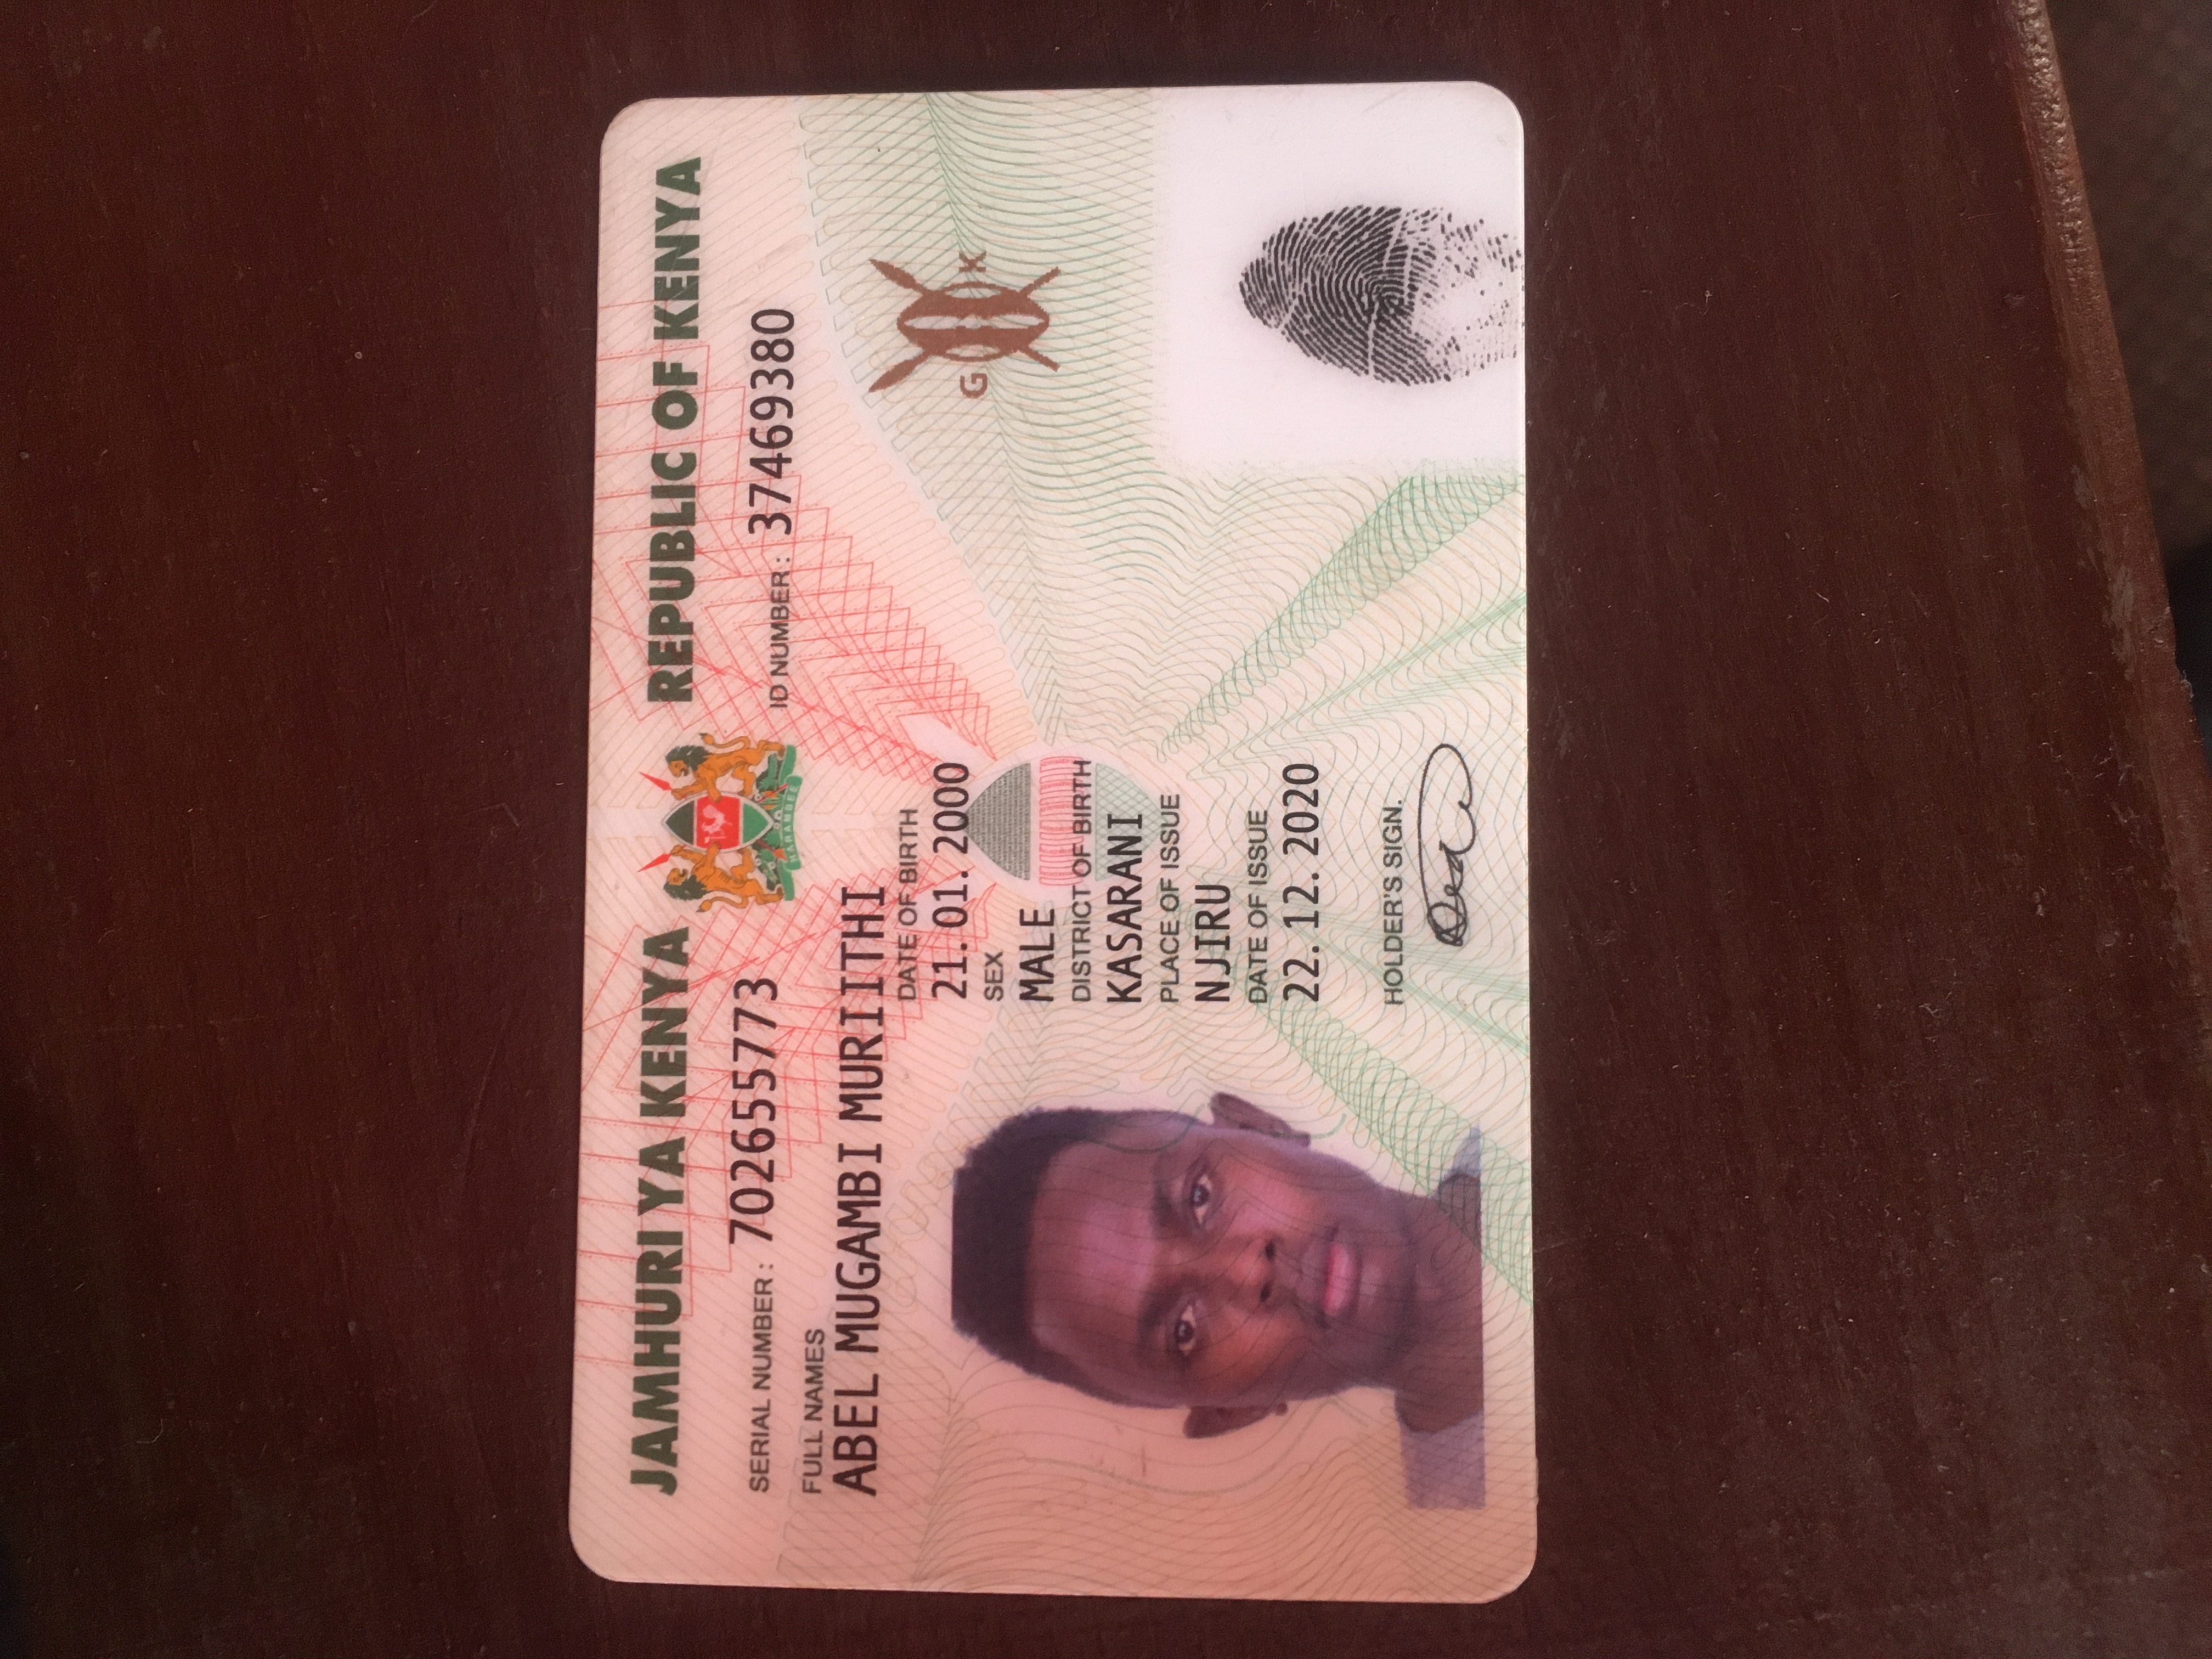 JAMHURI YA KENYA REPUBLIC OF KENYA
SERIAL NUMBER : 702655773 ID NUMBER : 37469380
FULL NAMES
ABEL MUGAMBI MURIITHI
DATE OF BIRTH
21. 01. 2000
SEX
MALE
DISTRICT OF BIRTH
KASARANI
PLACE OF ISSUE
NJIRU
DATE OF ISSUE
22. 12. 2020
HOLDER'S SIGN.
HARAMBEE
G K